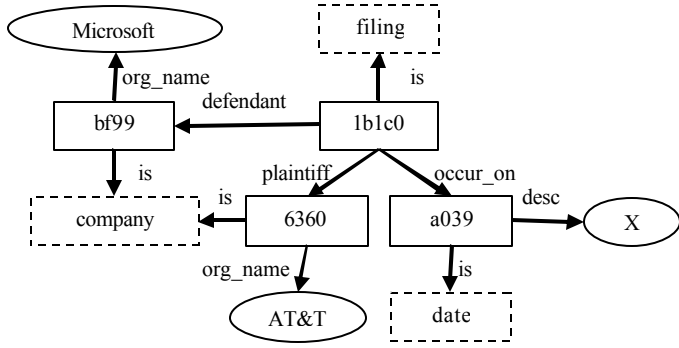 Microsoft
filing
org_name
is
defendant
bf99
1b1c0
is
plaintiff
occur_on
is
desc
company
6360
a039
X
org_name
is
AT&T
date